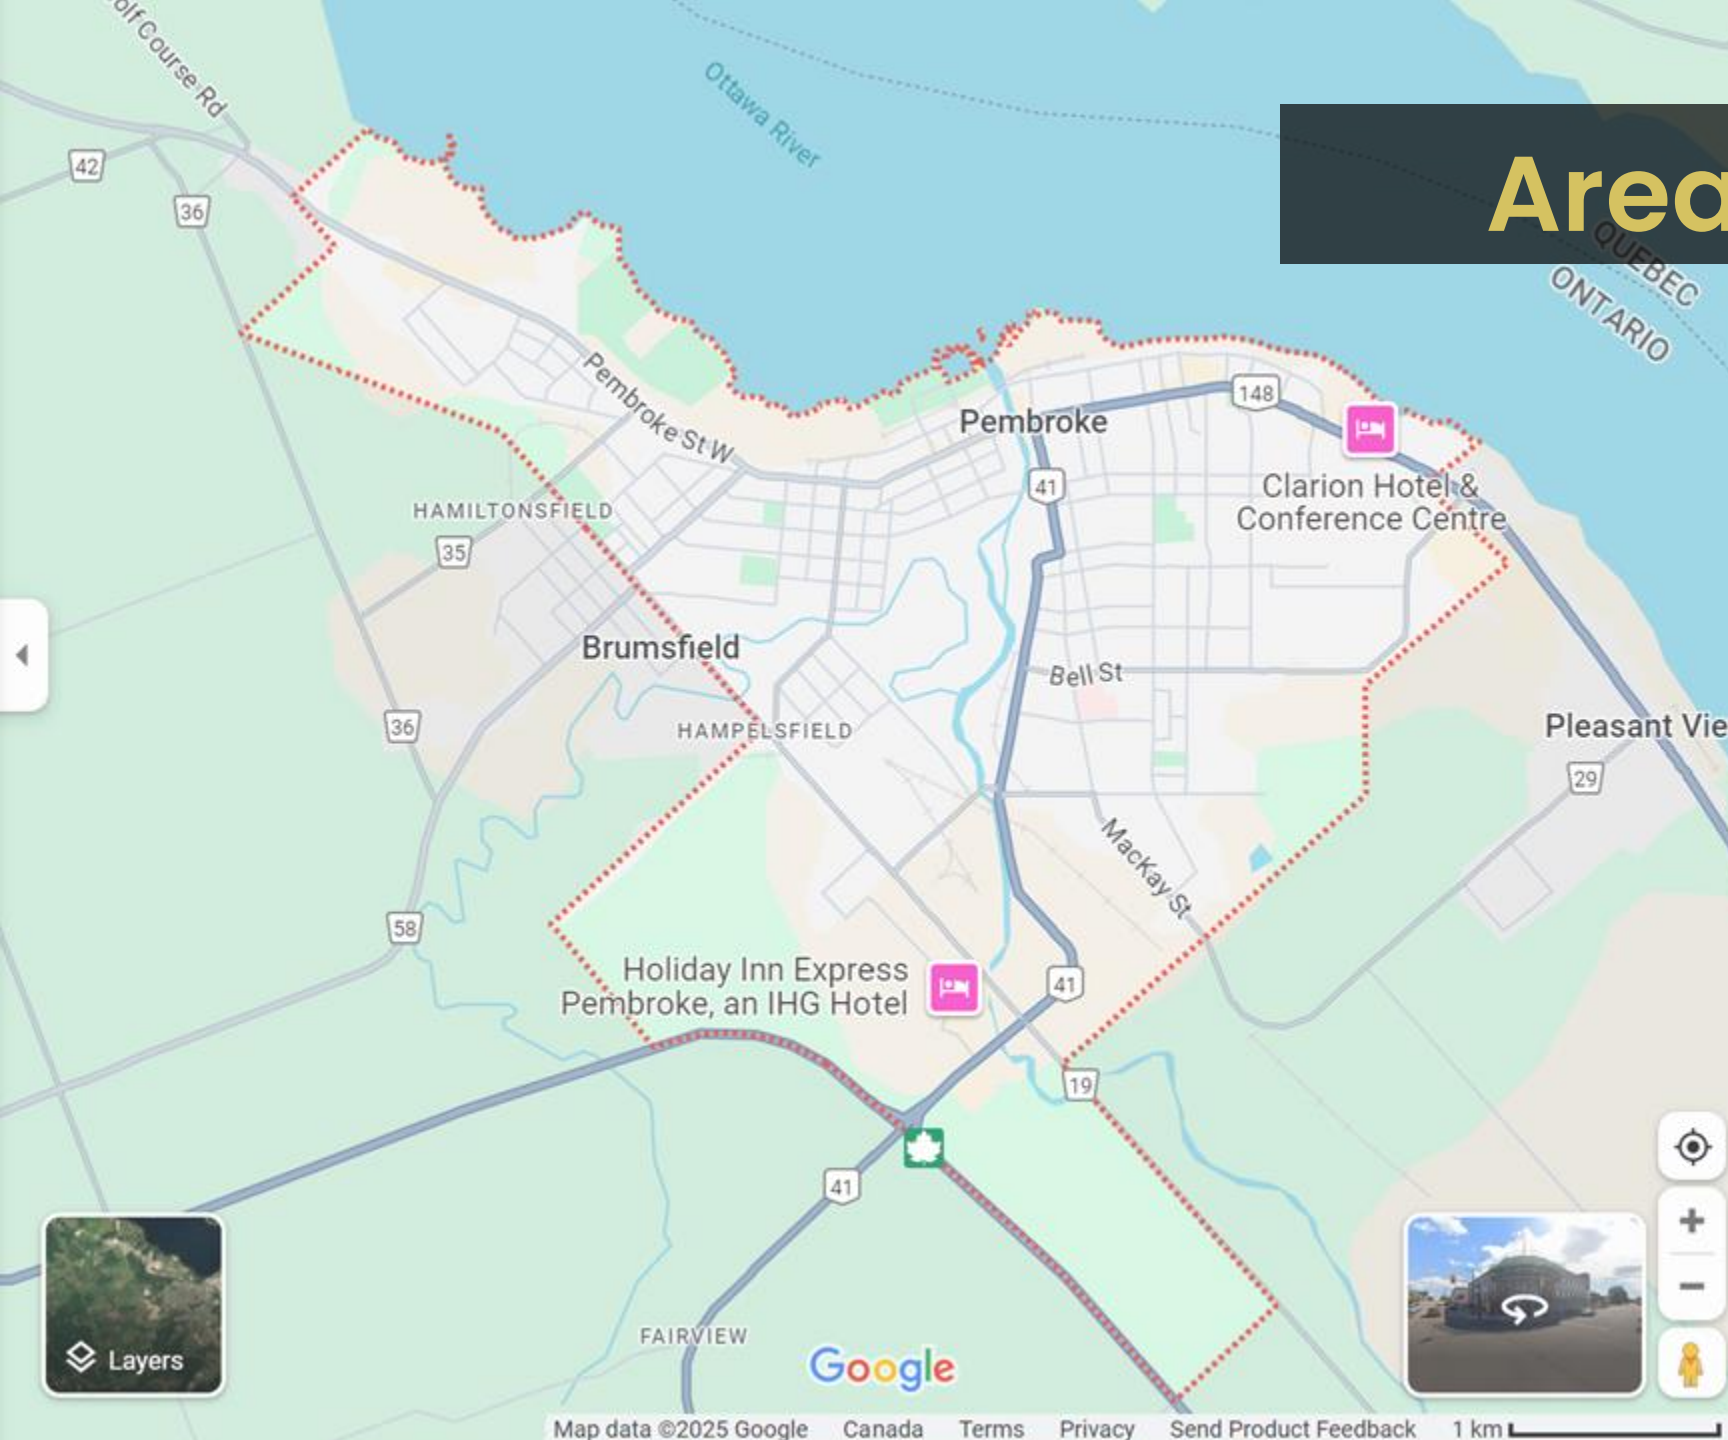 olf Course Rd
Ottawa River
42
36
Area
QUEBEC
ONTARIO
Pembroke St W
Pembroke
148
41
Clarion Hotel &
Conference Centre
HAMILTONSFIELD
35
Brumsfield
Bell St
36
HAMPELSFIELD
Pleasant Vie
29
MacKay St
58
Holiday Inn Express
Pembroke, an IHG Hotel
41
19
41
FAIRVIEW
Layers
Google
Map data ©2025 Google Canada Terms Privacy Send Product Feedback 1 km